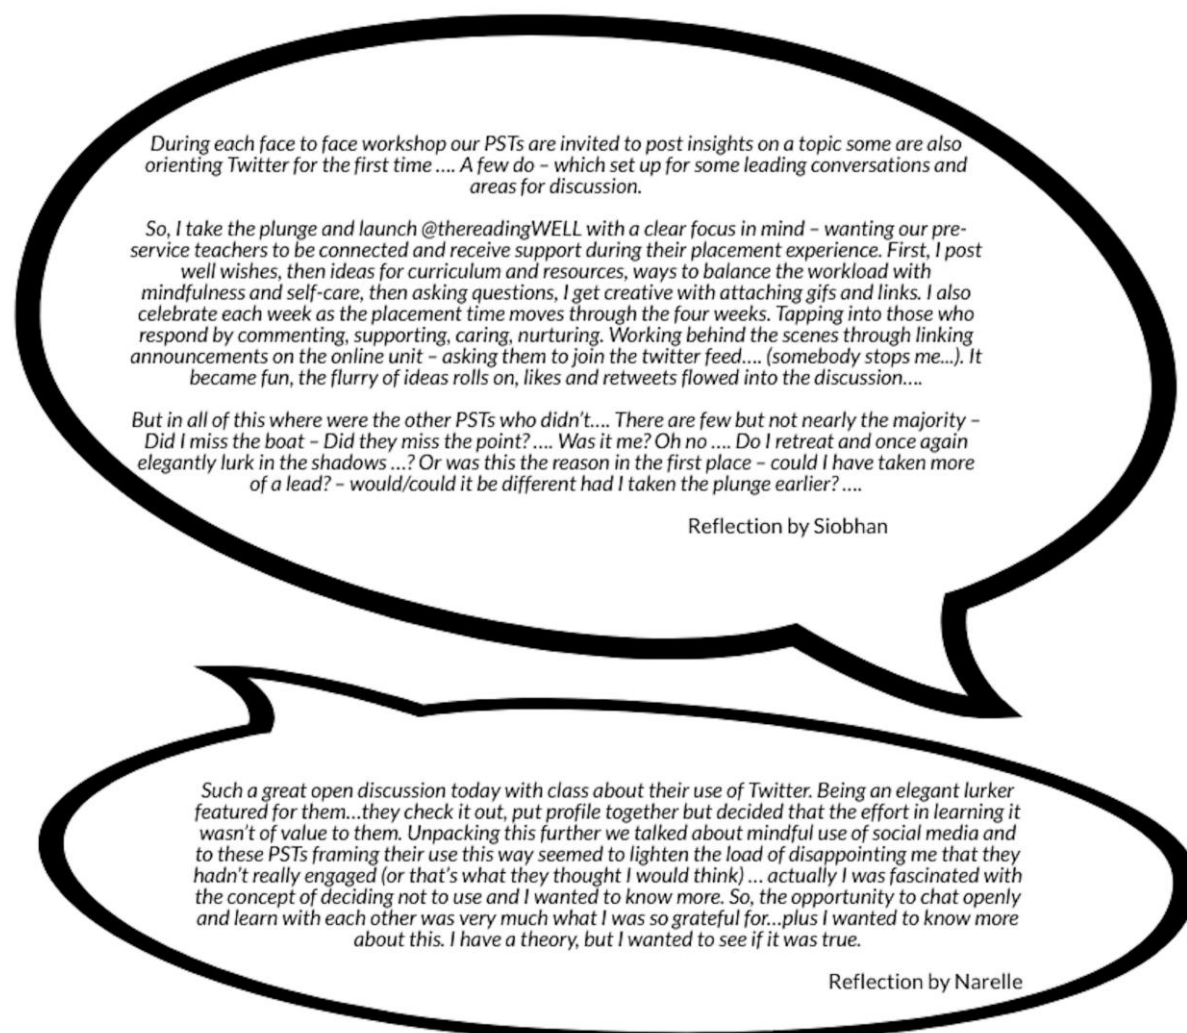 During each face to face workshop our PSTs are invited to post insights on a topic some are also
orienting Twitter for the first time .... A few do – which set up for some leading conversations and
areas for discussion.
So, I take the plunge and launch @thereadingWELL with a clear focus in mind – wanting our pre-
service teachers to be connected and receive support during their placement experience. First, I post
well wishes, then ideas for curriculum and resources, ways to balance the workload with
mindfulness and self-care, then asking questions, I get creative with attaching gifs and links. I also
celebrate each week as the placement time moves through the four weeks. Tapping into those who
respond by commenting, supporting, caring, nurturing. Working behind the scenes through linking
announcements on the online unit – asking them to join the twitter feed.... (somebody stops me...). It
became fun, the flurry of ideas rolls on, likes and retweets flowed into the discussion....
But in all of this where were the other PSTs who didn't.... There are few but not nearly the majority –
Did I miss the boat – Did they miss the point? .... Was it me? Oh no .... Do I retreat and once again
elegantly lurk in the shadows ...? Or was this the reason in the first place – could I have taken more
of a lead? – would/could it be different had I taken the plunge earlier? ....
Reflection by Siobhan
Such a great open discussion today with class about their use of Twitter. Being an elegant lurker
featured for them...they check it out, put profile together but decided that the effort in learning it
wasn't of value to them. Unpacking this further we talked about mindful use of social media and
to these PSTs framing their use this way seemed to lighten the load of disappointing me that they
hadn't really engaged (or that's what they thought I would think) ... actually I was fascinated with
the concept of deciding not to use and I wanted to know more. So, the opportunity to chat openly
and learn with each other was very much what I was so grateful for...plus I wanted to know more
about this. I have a theory, but I wanted to see if it was true.
Reflection by Narelle